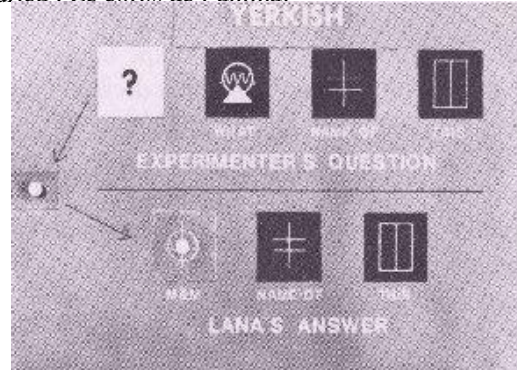 YERKISH
?
WHAT NAME OF THIS
EXPERIMENTER'S QUESTION
M&M NAME OF THIS
LANA'S ANSWER